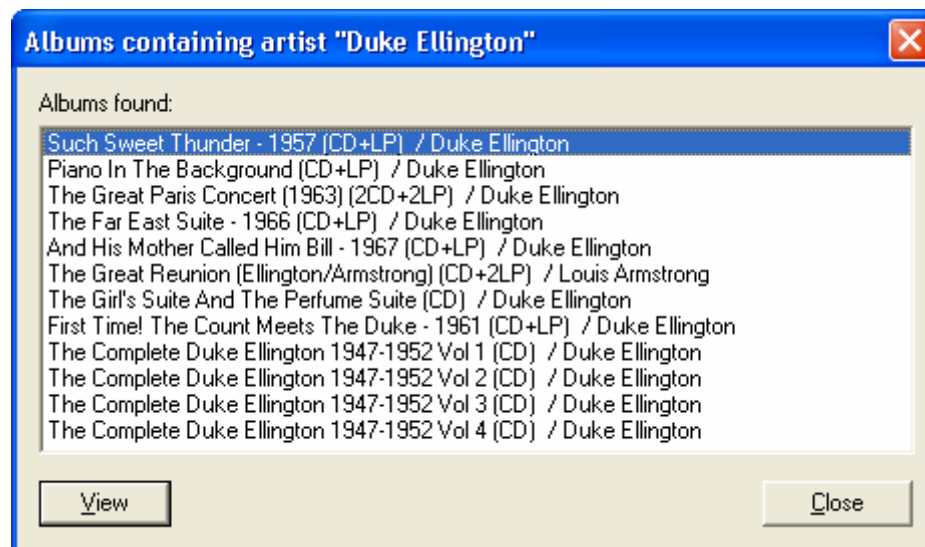 Albums containing artist "Duke Ellington"
Albums found:
Such Sweet Thunder - 1957 (CD+LP) / Duke Ellington
Piano In The Background (CD+LP) / Duke Ellington
The Great Paris Concert (1963) (2CD+2LP) / Duke Ellington
The Far East Suite - 1966 (CD+LP) / Duke Ellington
And His Mother Called Him Bill - 1967 (CD+LP) / Duke Ellington
The Great Reunion (Ellington/Armstrong) (CD+2LP) / Louis Armstrong
The Girl's Suite And The Perfume Suite (CD) / Duke Ellington
First Time! The Count Meets The Duke - 1961 (CD+LP) / Duke Ellington
The Complete Duke Ellington 1947-1952 Vol 1 (CD) / Duke Ellington
The Complete Duke Ellington 1947-1952 Vol 2 (CD) / Duke Ellington
The Complete Duke Ellington 1947-1952 Vol 3 (CD) / Duke Ellington
The Complete Duke Ellington 1947-1952 Vol 4 (CD) / Duke Ellington
View
Close